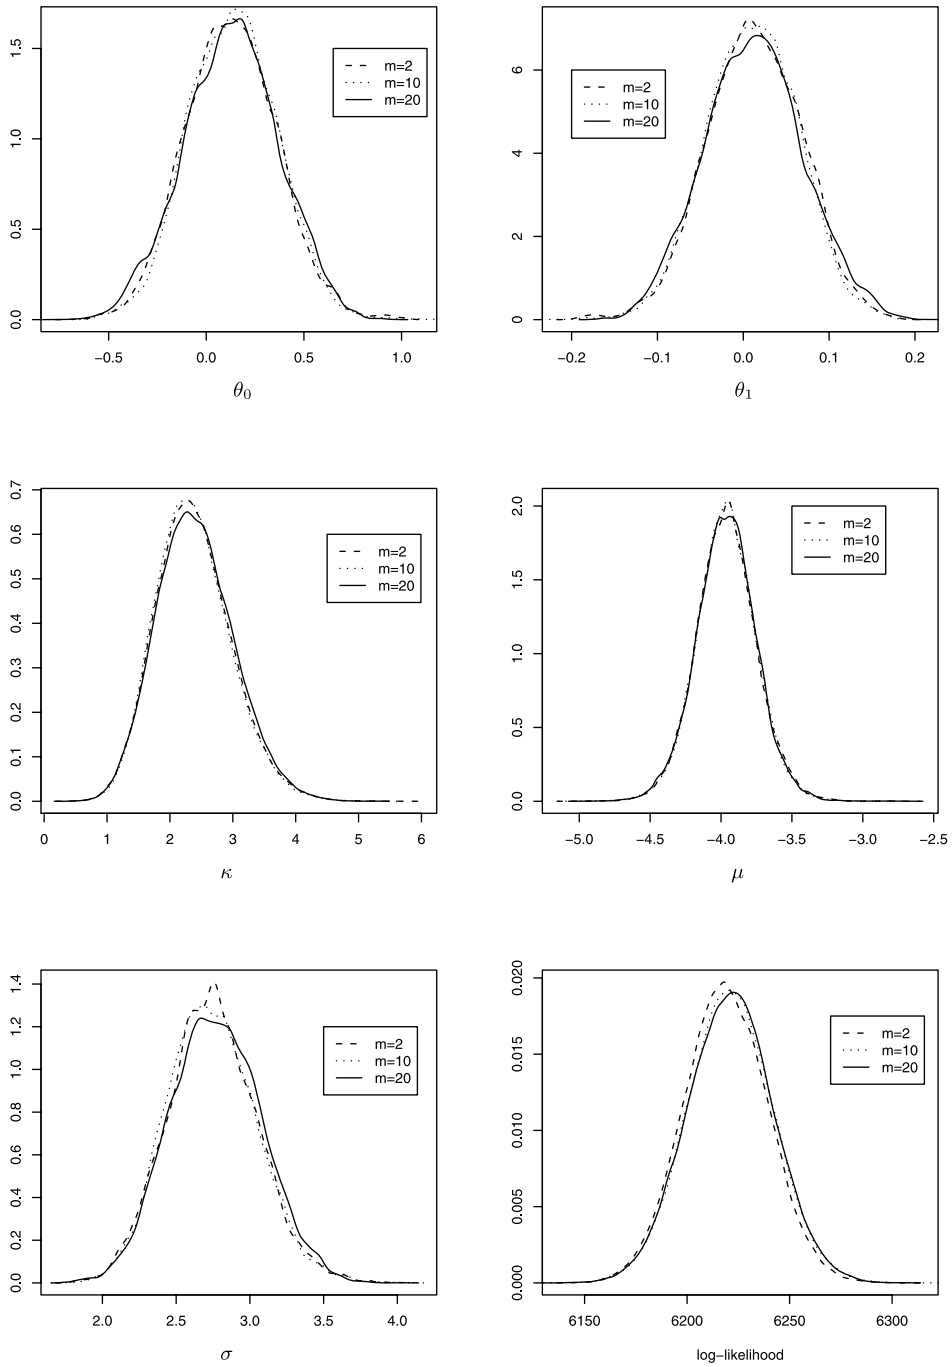 0.0 0.5 1.0 1.5
m=2
m=10
m=20
−0.5 0.0 0.5 1.0
θ0
0 2 4 6
m=2
m=10
m=20
−0.2 −0.1 0.0 0.1 0.2
θ1
0.0 0.1 0.2 0.3 0.4 0.5 0.6 0.7
m=2
m=10
m=20
0 1 2 3 4 5 6
κ
0.0 0.5 1.0 1.5 2.0
m=2
m=10
m=20
−5.0 −4.5 −4.0 −3.5 −3.0 −2.5
μ
0.0 0.2 0.4 0.6 0.8 1.0 1.2 1.4
m=2
m=10
m=20
2.0 2.5 3.0 3.5 4.0
σ
0.000 0.005 0.010 0.015 0.020
m=2
m=10
m=20
6150 6200 6250 6300
log−likelihood